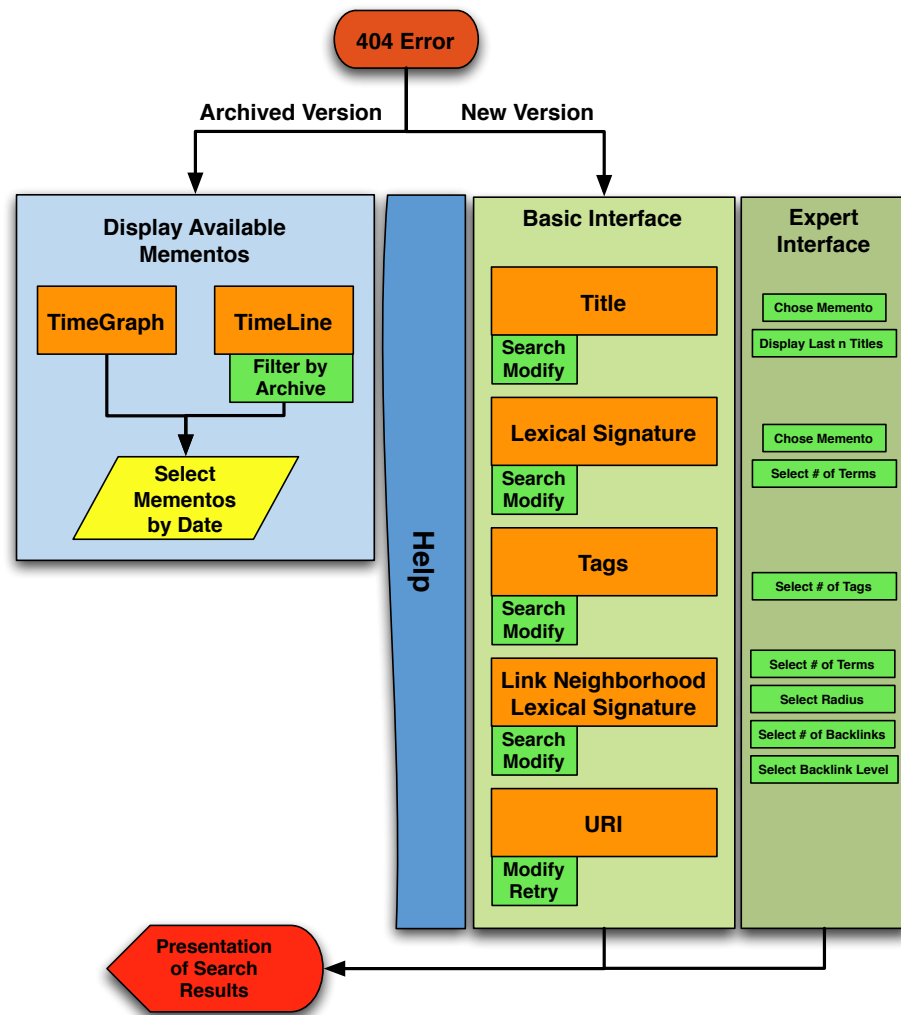 404 Error
Archived Version
New Version
Display Available
Mementos
TimeGraph
TimeLine
Filter by
Archive
Select
Mementos
by Date
Help
Basic Interface
Title
Search
Modify
Lexical Signature
Search
Modify
Tags
Search
Modify
Link Neighborhood
Lexical Signature
Search
Modify
URI
Modify
Retry
Expert
Interface
Chose Memento
Display Last n Titles
Chose Memento
Select # of Terms
Select # of Tags
Select # of Terms
Select Radius
Select # of Backlinks
Select Backlink Level
Presentation
of Search
Results